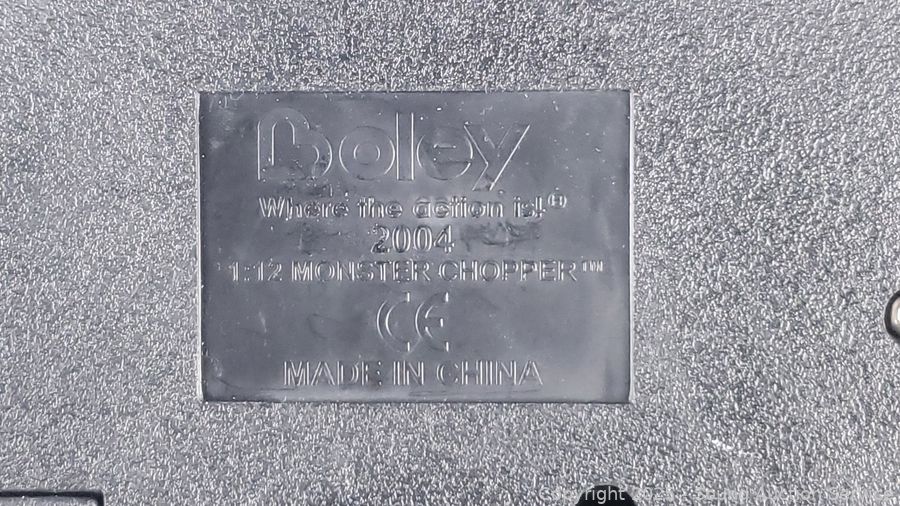 Boley
Where the action is!®
2004
1:12 MONSTER CHOPPER™
CE
MADE IN CHINA